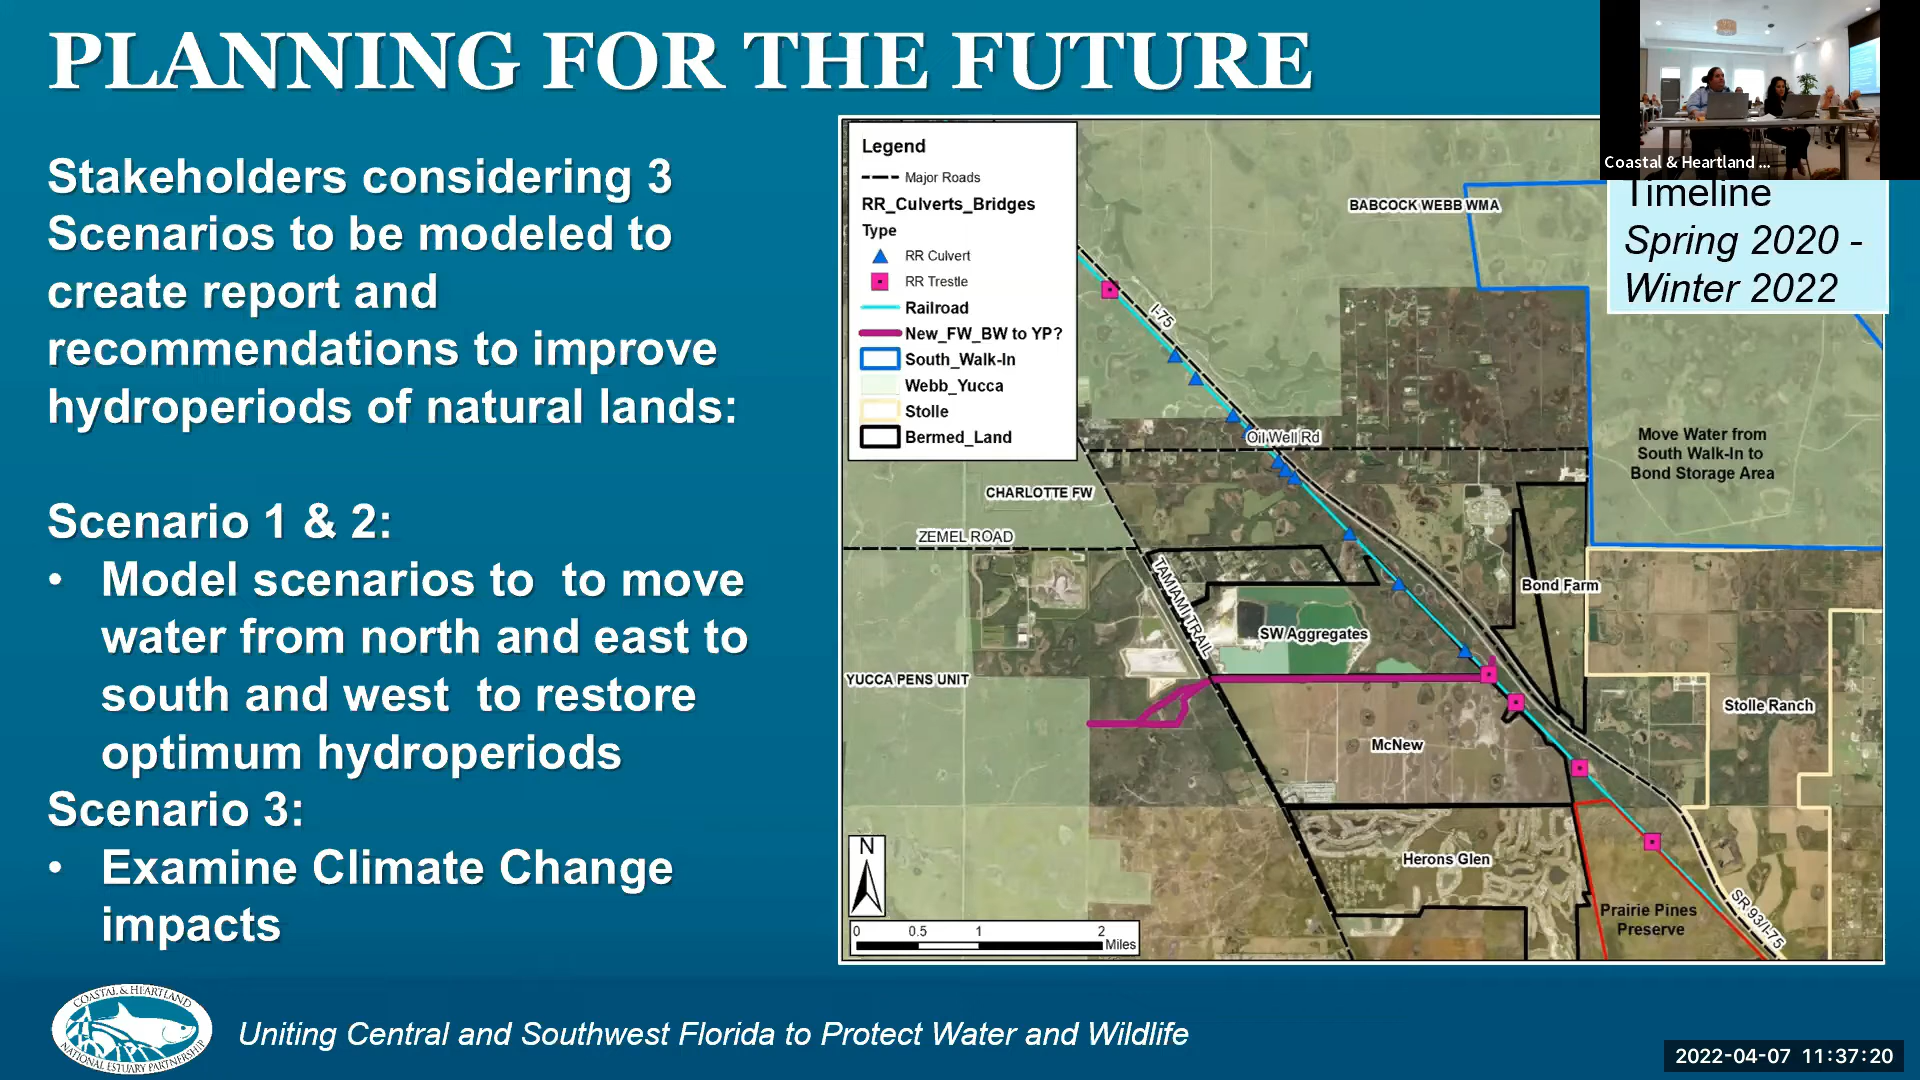 PLANNING FOR THE FUTURE
Stakeholders considering 3
Scenarios to be modeled to
create report and
recommendations to improve
hydroperiods of natural lands:
Scenario 1 & 2:
• Model scenarios to  to move
water from north and east to
south and west  to restore
optimum hydroperiods
Scenario 3:
• Examine Climate Change
impacts
Legend
Major Roads
RR_Culverts_Bridges
Type
RR Culvert
RR Trestle
Railroad
New_FW_BW to YP?
South_Walk-In
Webb_Yucca
Stolle
Bermed_Land
BABCOCK WEBB WMA
I-75
Oil Well Rd
CHARLOTTE FW
ZEMEL ROAD
TAMIAMI TRAIL
Move Water from
South Walk-In to
Bond Storage Area
Bond Farm
SW Aggregates
YUCCA PENS UNIT
Stolle Ranch
McNew
Herons Glen
Prairie Pines
Preserve
SR 93/I-75
N
0 0.5 1 2
Miles
Coastal & Heartland ...
Timeline
Spring 2020 -
Winter 2022
COASTAL & HEARTLAND
NATIONAL ESTUARY PARTNERSHIP
Uniting Central and Southwest Florida to Protect Water and Wildlife
2022-04-07 11:37:20